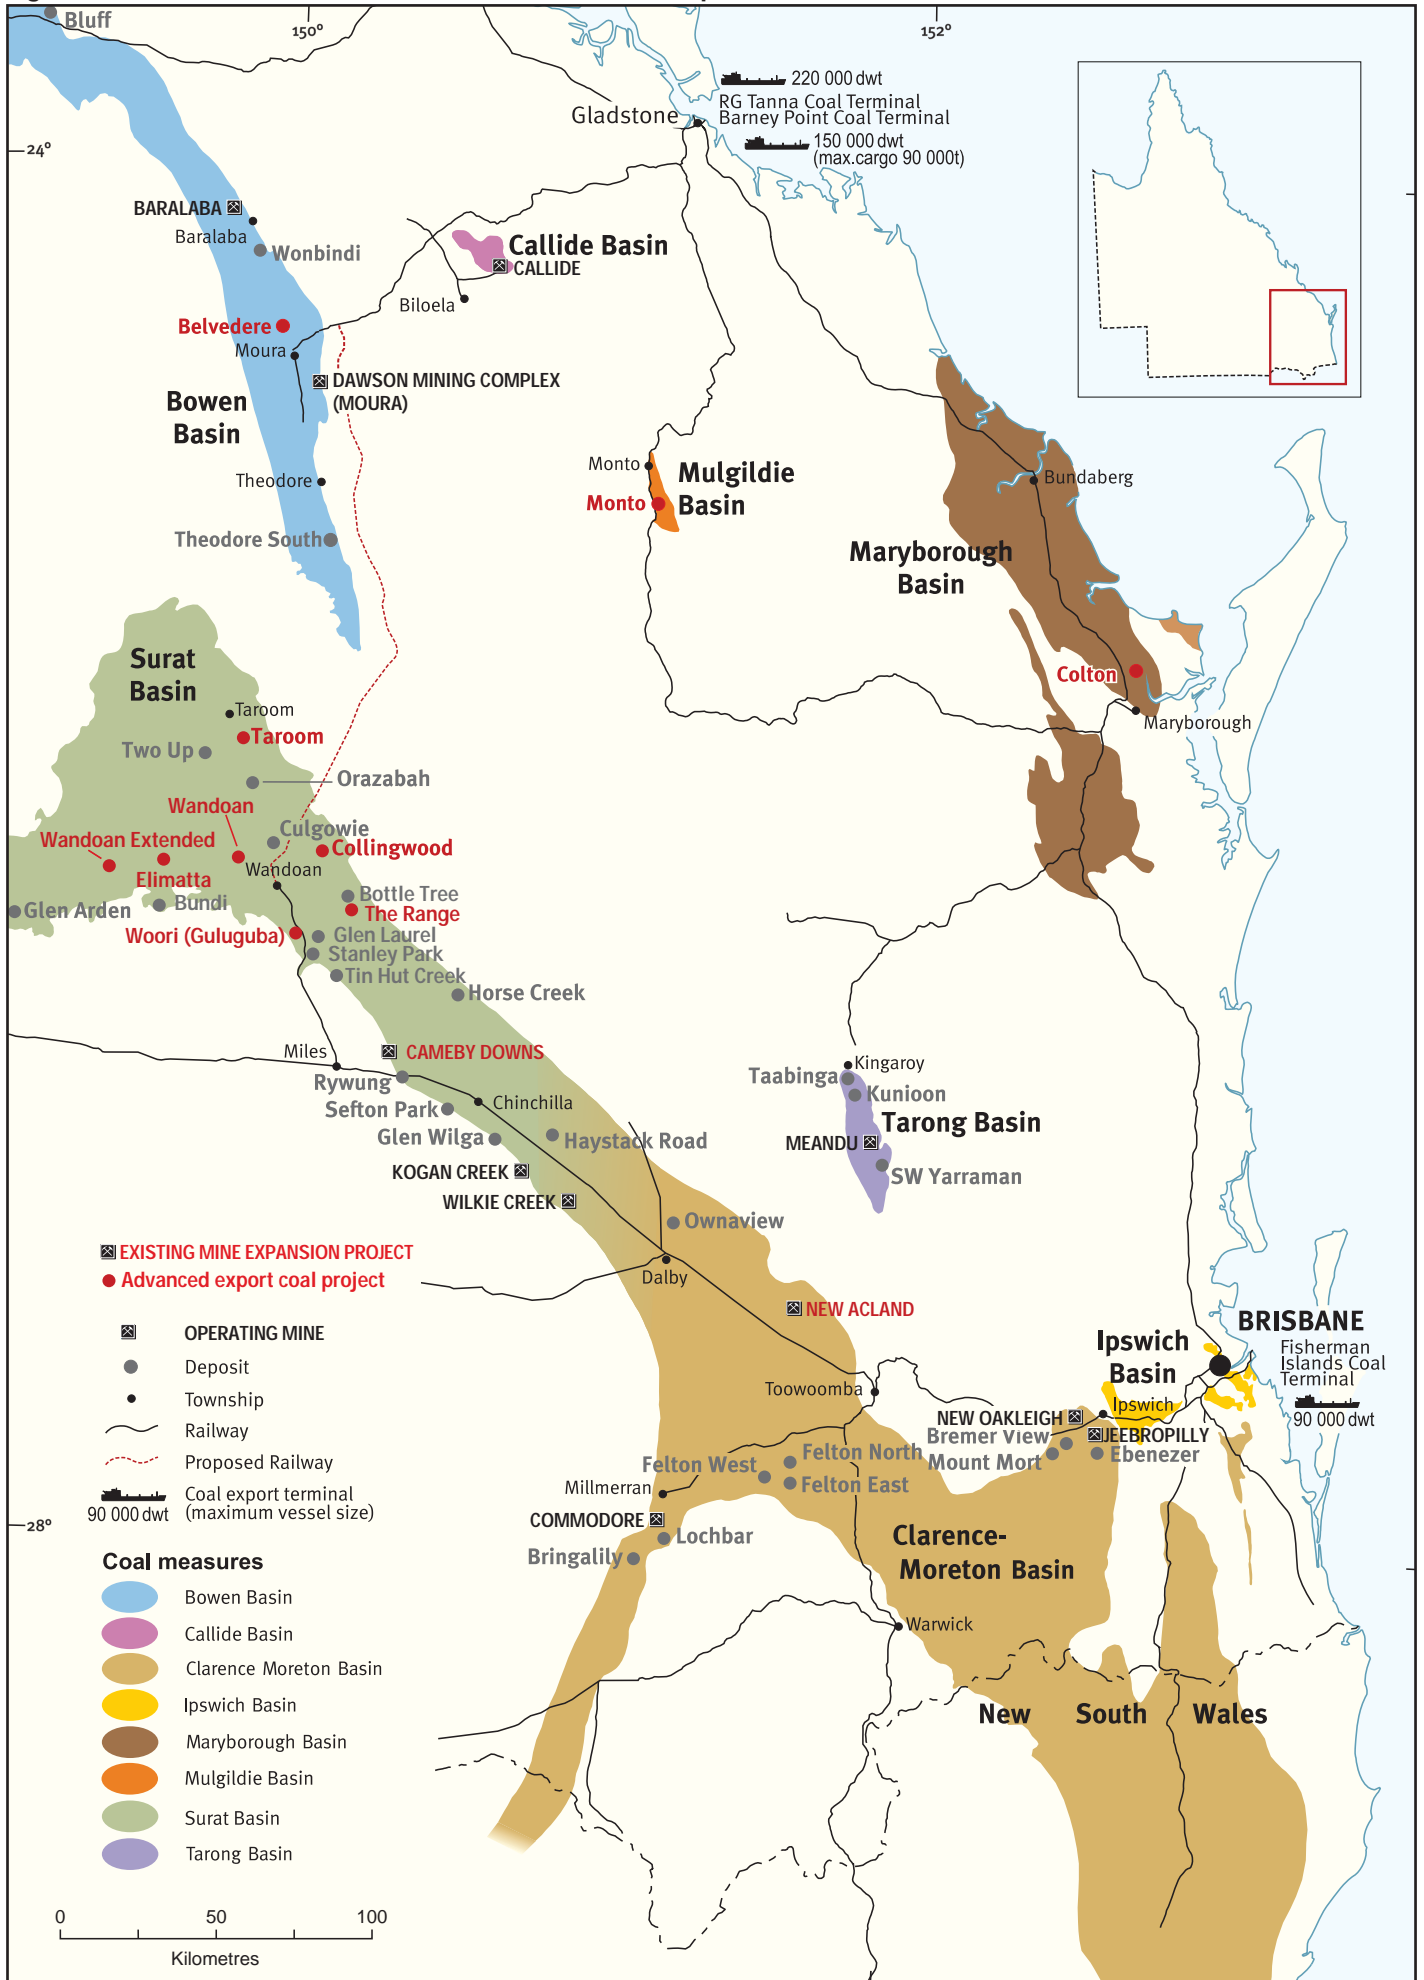 Bluff
150°
152°
220 000 dwt
RG Tanna Coal Terminal
Barney Point Coal Terminal
Gladstone
150 000 dwt
(max.cargo 90 000t)
24°
BARALABA
Baralaba
Wonbindi
Callide Basin
CALLIDE
Biloela
Belvedere
Moura
DAWSON MINING COMPLEX
(MOURA)
Bowen
Basin
Monto
Mulgildie
Basin
Monto
Bundaberg
Theodore
Theodore South
Maryborough
Basin
Surat
Basin
Colton
Maryborough
Taroom
Taroom
Two Up
Orazabah
Wandoan
Culgowie
Collingwood
Wandoan Extended
Elimatta
Wandoan
Bundi
Glen Arden
Bottle Tree
The Range
Woori (Guluguba)
Glen Laurel
Stanley Park
Tin Hut Creek
Horse Creek
Miles
CAMEBY DOWNS
Rywung
Sefton Park
Chinchilla
Glen Wilga
Haystack Road
KOGAN CREEK
WILKIE CREEK
Kingaroy
Taabinga
Kunioon
Tarong Basin
MEANDU
SW Yarraman
Ownaview
Dalby
NEW ACLAND
EXISTING MINE EXPANSION PROJECT
Advanced export coal project
OPERATING MINE
Deposit
Township
Railway
Proposed Railway
Coal export terminal
(maximum vessel size)
90 000 dwt
BRISBANE
Fisherman
Islands Coal
Terminal
90 000 dwt
Ipswich
Basin
Ipswich
Toowoomba
NEW OAKLEIGH
Bremer View
JEEBROPILLY
Mount Mort
Ebenezer
Felton North
Felton West
Felton East
Millmerran
COMMODORE
Lochbar
Bringalily
28°
Clarence-
Moreton Basin
Warwick
New South Wales
Coal measures
Bowen Basin
Callide Basin
Clarence Moreton Basin
Ipswich Basin
Maryborough Basin
Mulgildie Basin
Surat Basin
Tarong Basin
0 50 100
Kilometres